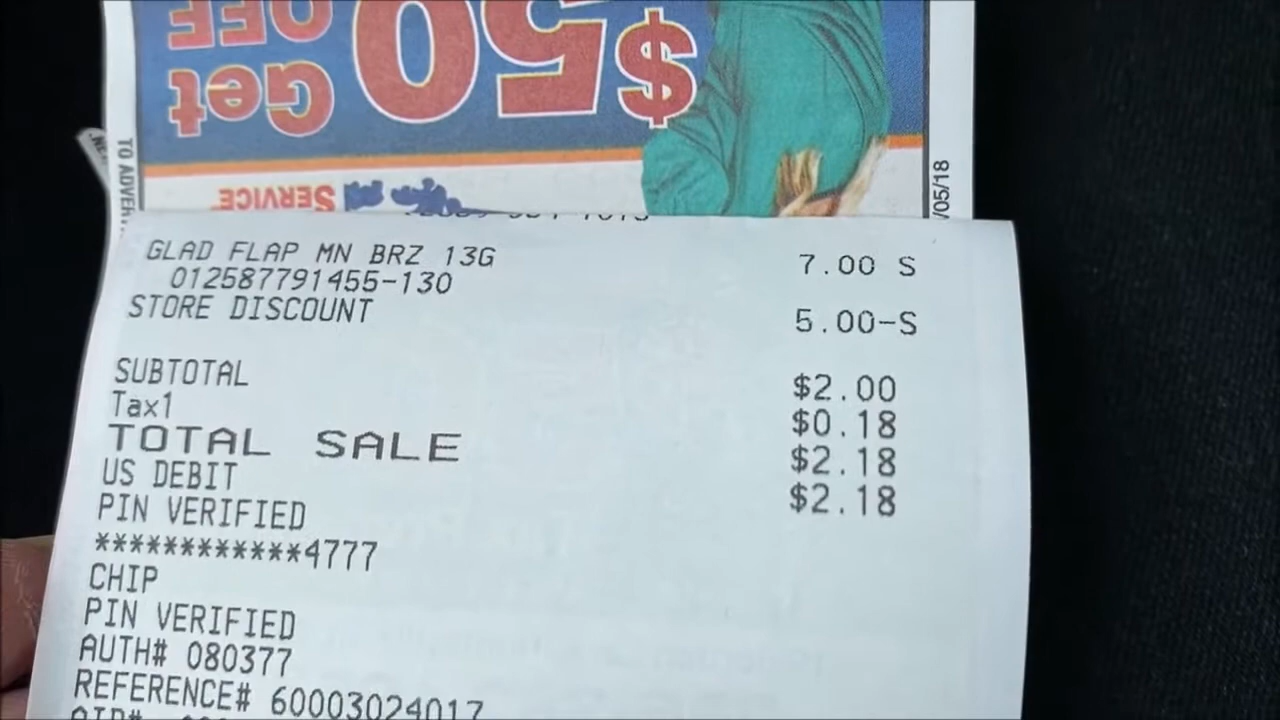 $50
Get
OFF
SERVICE
TO ADVER
/05/18
GLAD FLAP MN BRZ 13G 7.00 S
012587791455-130
STORE DISCOUNT 5.00-S
SUBTOTAL $2.00
Tax1 $0.18
TOTAL SALE $2.18
US DEBIT $2.18
PIN VERIFIED
************4777
CHIP
PIN VERIFIED
AUTH# 080377
REFERENCE# 60003024017